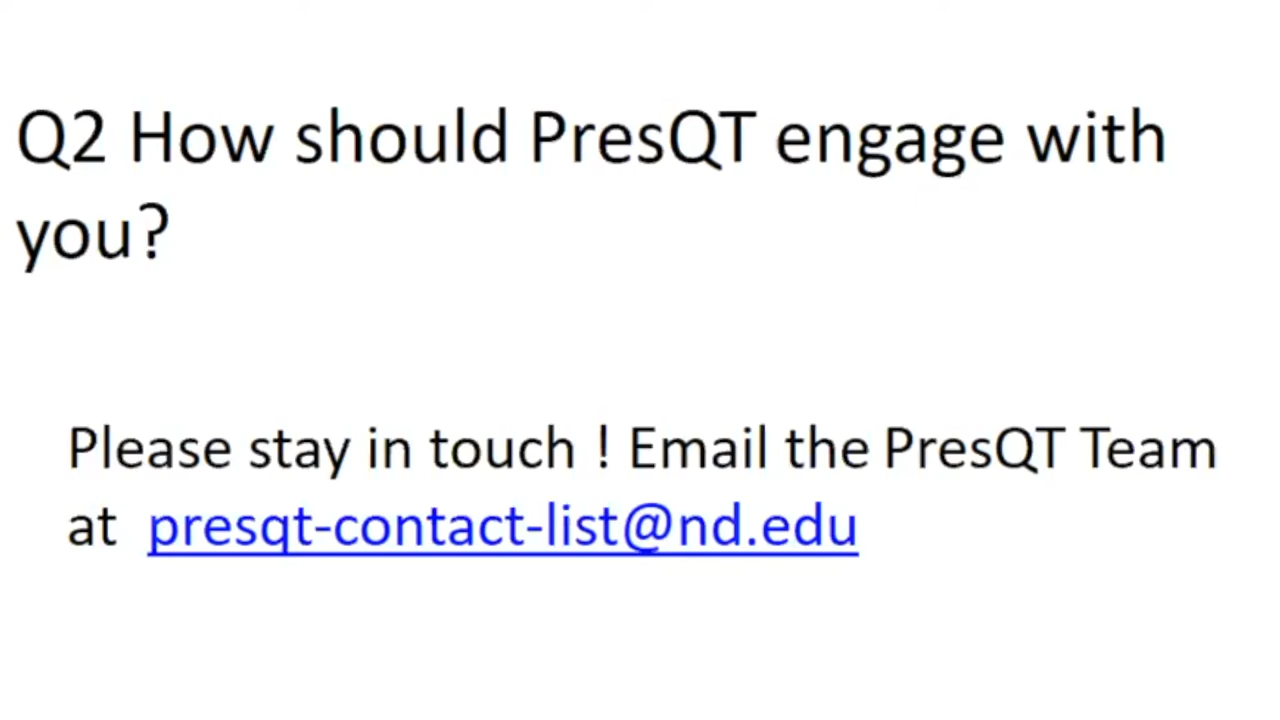 Q2 How should PresQT engage with
you?
Please stay in touch ! Email the PresQT Team
at presqt-contact-list@nd.edu